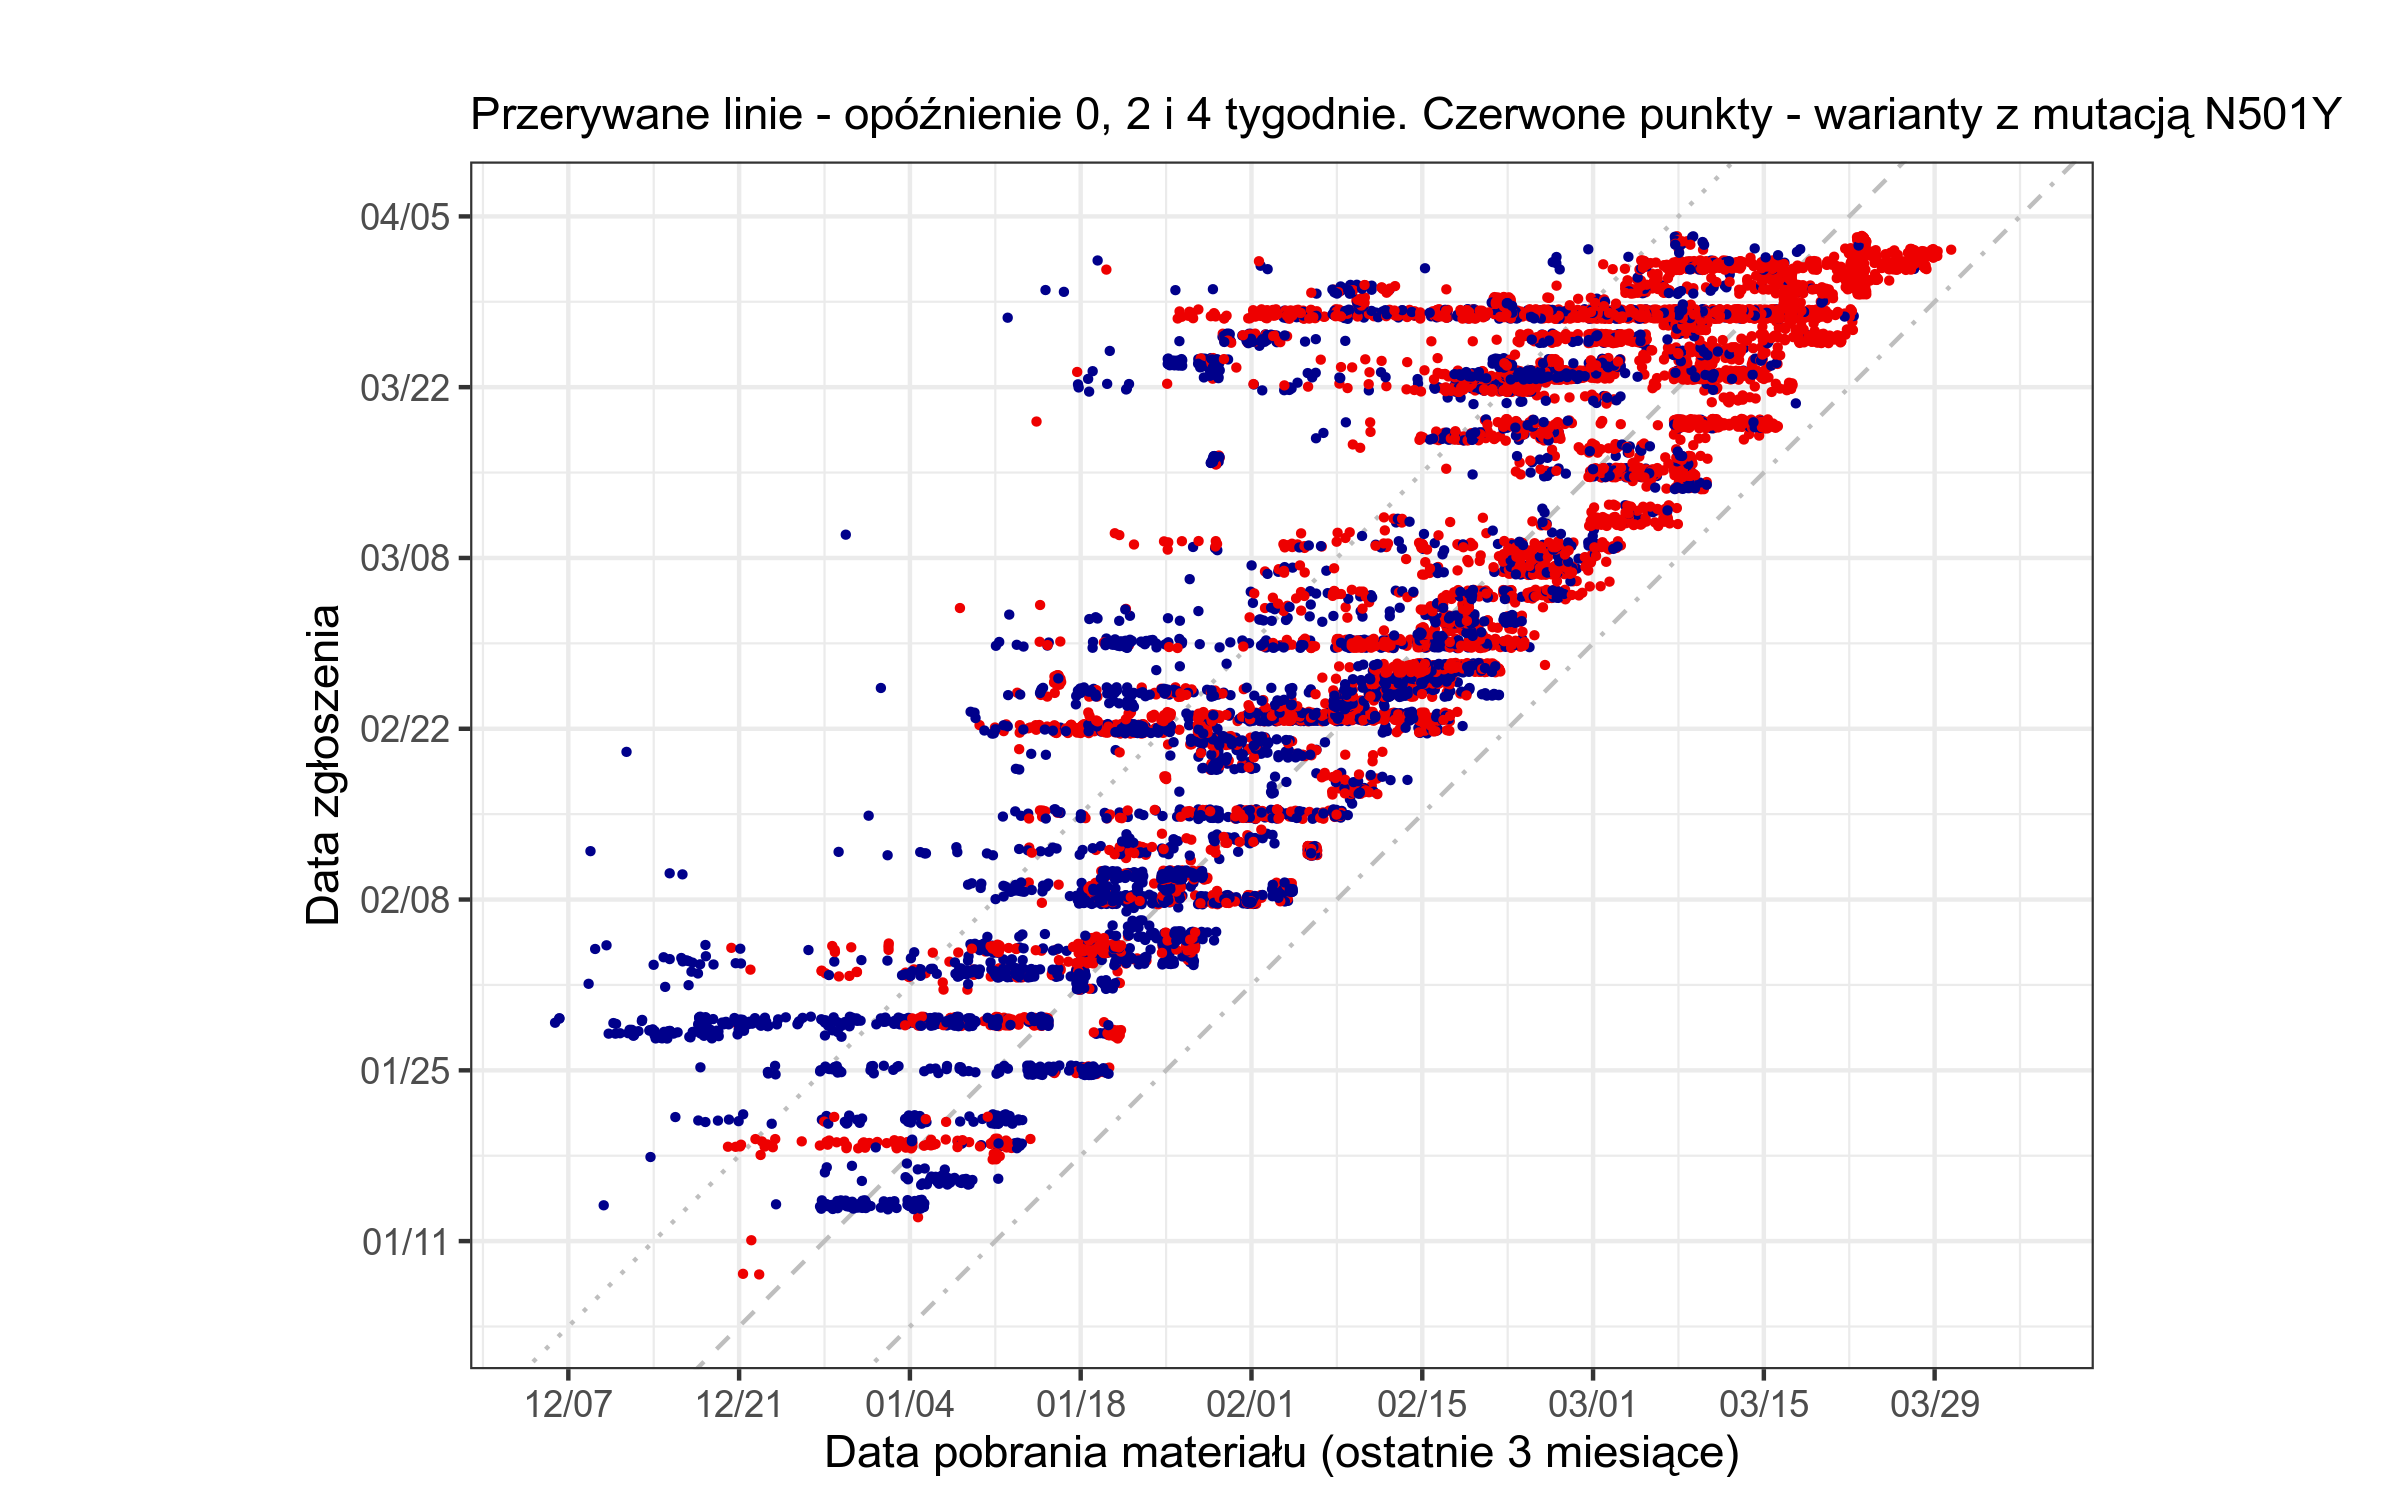 Przerywane linie - opóźnienie 0, 2 i 4 tygodnie. Czerwone punkty - warianty z mutacją N501Y
Data zgłoszenia
04/05
03/22
03/08
02/22
02/08
01/25
01/11
12/07 12/21 01/04 01/18 02/01 02/15 03/01 03/15 03/29
Data pobrania materiału (ostatnie 3 miesiące)